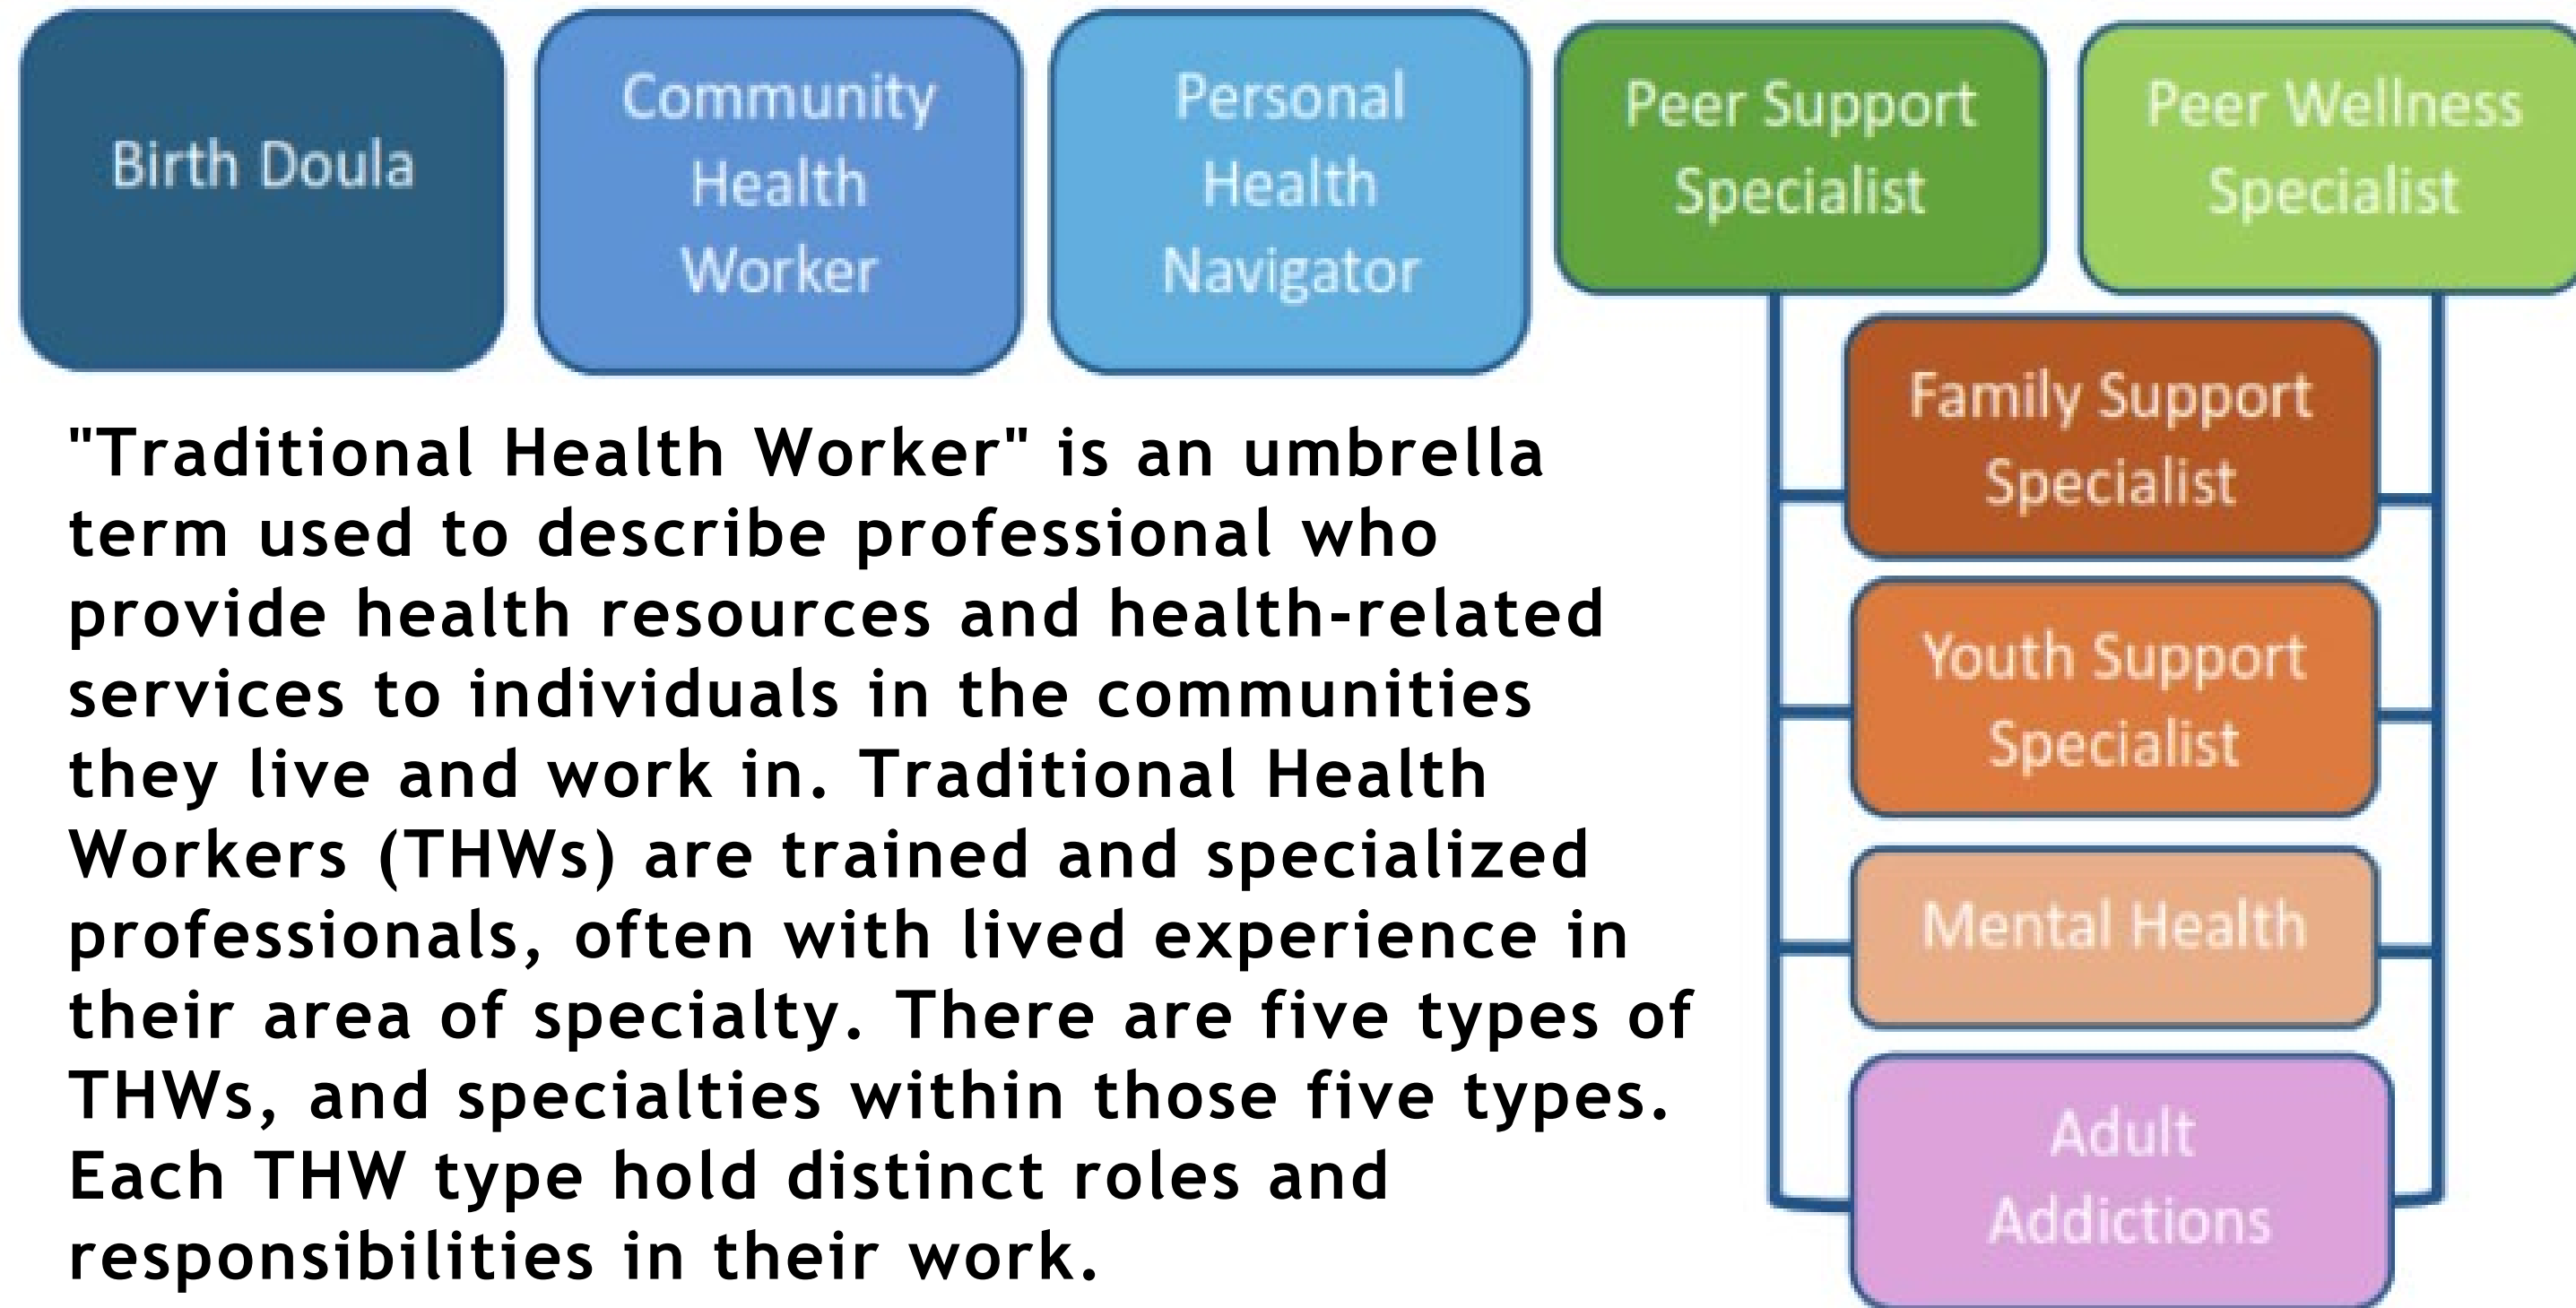 Birth Doula
Community
Health
Worker
Personal
Health
Navigator
Peer Support
Specialist
Peer Wellness
Specialist
Family Support
Specialist
Youth Support
Specialist
Mental Health
Adult
Addictions
"Traditional Health Worker" is an umbrella
term used to describe professional who
provide health resources and health-related
services to individuals in the communities
they live and work in. Traditional Health
Workers (THWs) are trained and specialized
professionals, often with lived experience in
their area of specialty. There are five types of
THWs, and specialties within those five types.
Each THW type hold distinct roles and
responsibilities in their work.